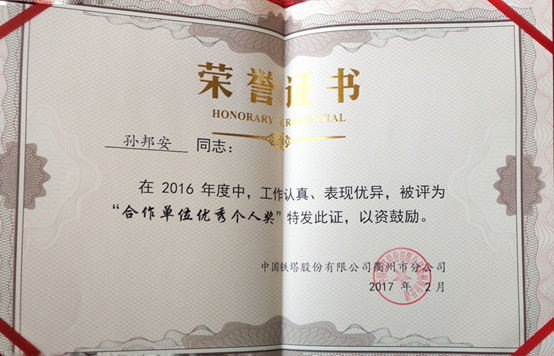 荣誉证书
HONORARY CREDENTIAL
孙邦安 同志：
在 2016 年度中，工作认真、表现优异，被评为
“合作单位优秀个人奖”特发此证，以资鼓励。
中国铁塔股份有限公司衢州市分公司
2017 年 2月